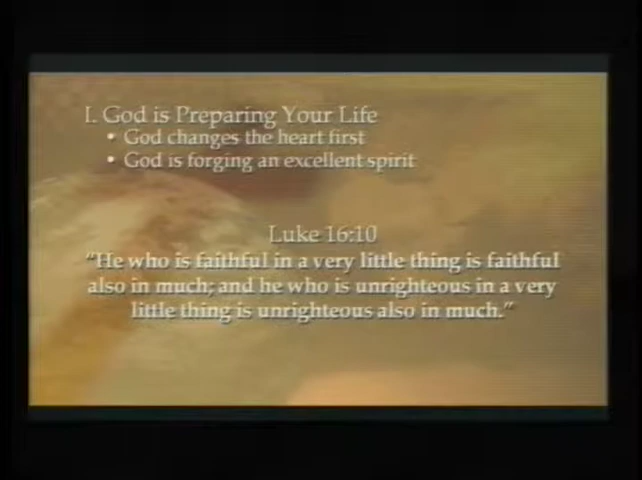 I. God is Preparing Your Life
• God changes the heart first
• God is forging an excellent spirit
Luke 16:10
“He who is faithful in a very little thing is faithful
also in much; and he who is unrighteous in a very
little thing is unrighteous also in much.”